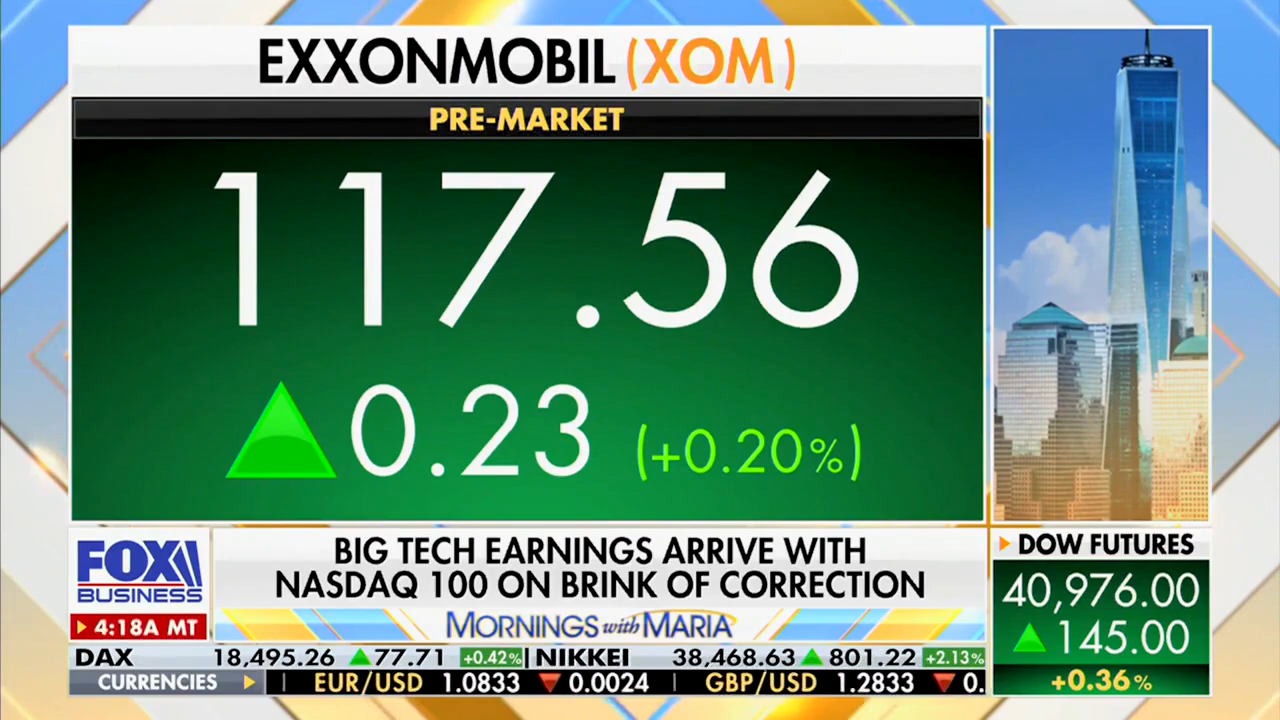 EXXONMOBIL (XOM)
PRE-MARKET
117.56
▲ 0.23 (+0.20%)
FOX
BUSINESS
4:18A MT
BIG TECH EARNINGS ARRIVE WITH
NASDAQ 100 ON BRINK OF CORRECTION
MORNINGS with MARIA
DOW FUTURES
40,976.00
▲ 145.00
+0.36%
DAX 18,495.26 ▲ 77.71 +0.42% | NIKKEI 38,468.63 ▲ 801.22 +2.13%
CURRENCIES | EUR/USD 1.0833 ▼ 0.0024 | GBP/USD 1.2833 ▼ 0.